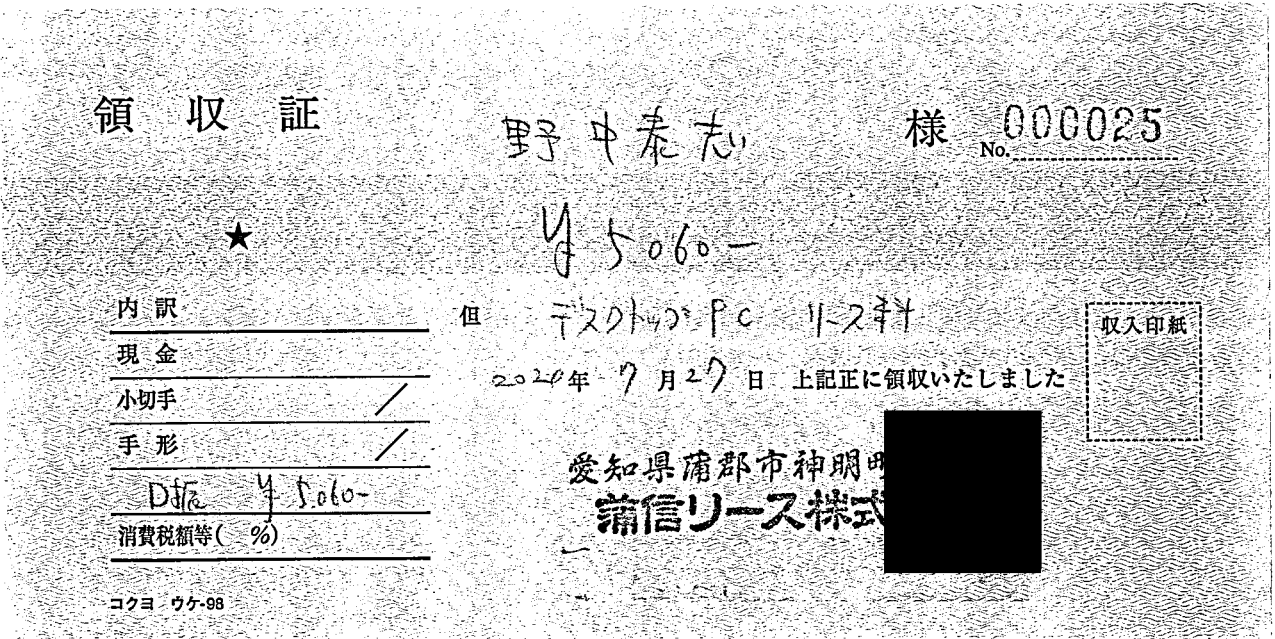 領収証
野中泰志 様 No. 000025
★
¥5,060-
内訳
但 デスクトップPC リース料
収入印紙
現金
2020年 7月27日 上記正に領収いたしました
小切手 /
手形 /
愛知県蒲郡市神明町
¥5,060-
蒲信リース株式
消費税額等( %)
コクヨ ウケ-98